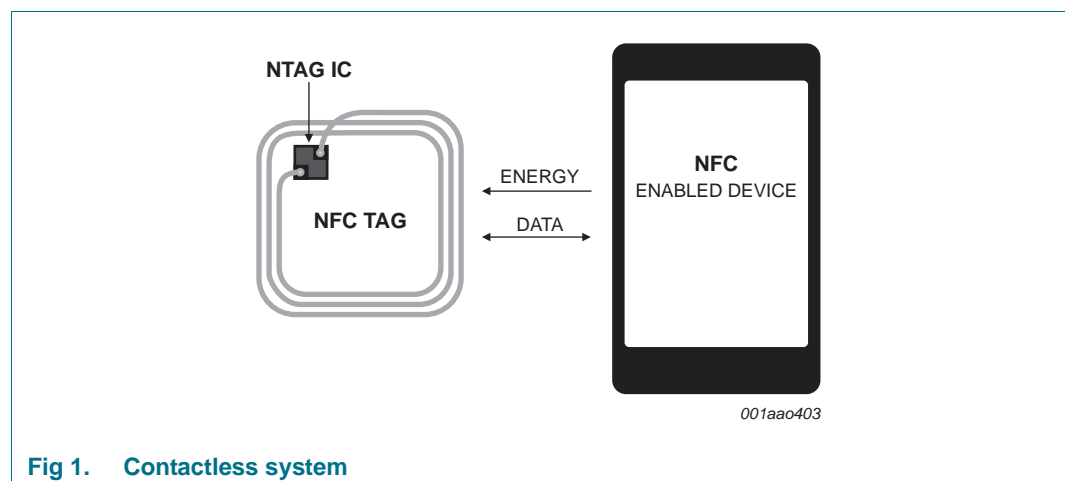 NTAG IC
NFC TAG
ENERGY
DATA
NFC
ENABLED DEVICE
001aao403
Fig 1. Contactless system